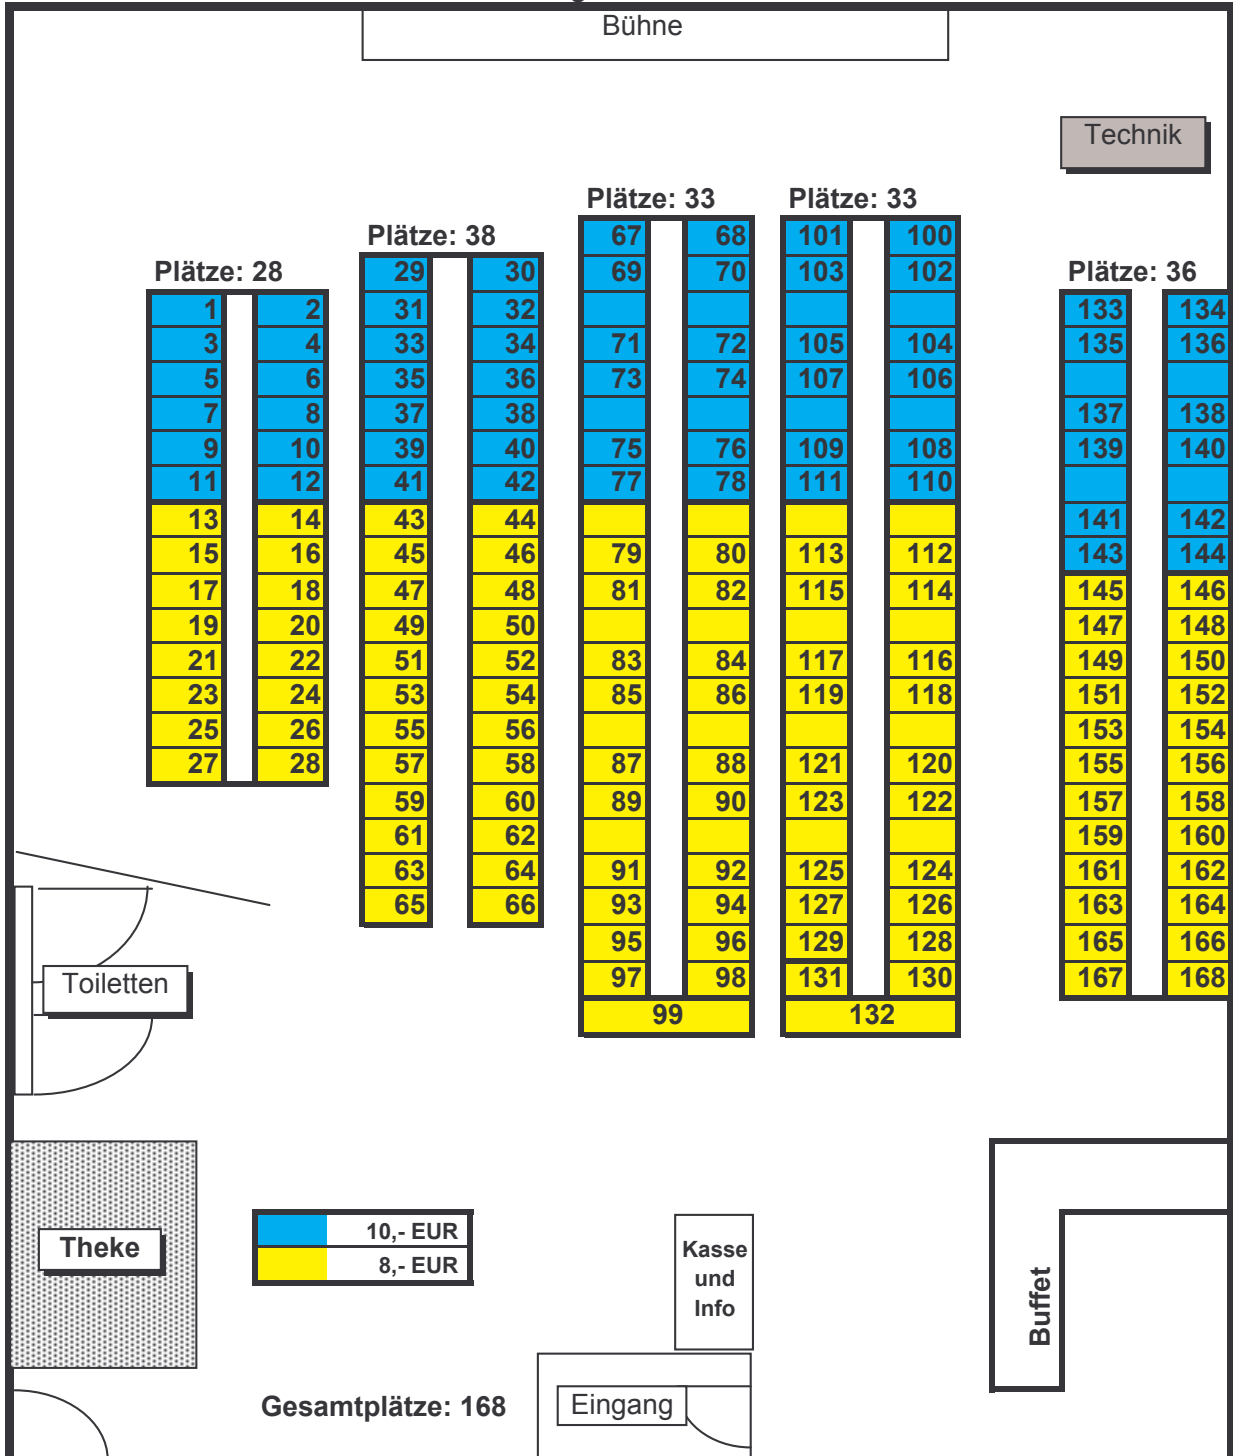 Bühne
Technik
Plätze: 33 Plätze: 33
Plätze: 38
Plätze: 28 Plätze: 36
67 68 101 100
29 30 69 70 103 102
1 2 31 32 133 134
3 4 33 34 71 72 105 104 135 136
5 6 35 36 73 74 107 106
7 8 37 38 137 138
9 10 39 40 75 76 109 108 139 140
11 12 41 42 77 78 111 110
13 14 43 44 141 142
15 16 45 46 79 80 113 112 143 144
17 18 47 48 81 82 115 114 145 146
19 20 49 50 147 148
21 22 51 52 83 84 117 116 149 150
23 24 53 54 85 86 119 118 151 152
25 26 55 56 153 154
27 28 57 58 87 88 121 120 155 156
59 60 89 90 123 122 157 158
61 62 159 160
63 64 91 92 125 124 161 162
65 66 93 94 127 126 163 164
95 96 129 128 165 166
97 98 131 130 167 168
99 132
Toiletten
Theke
10,- EUR
8,- EUR
Kasse
und
Info
Buffet
Gesamtplätze: 168
Eingang